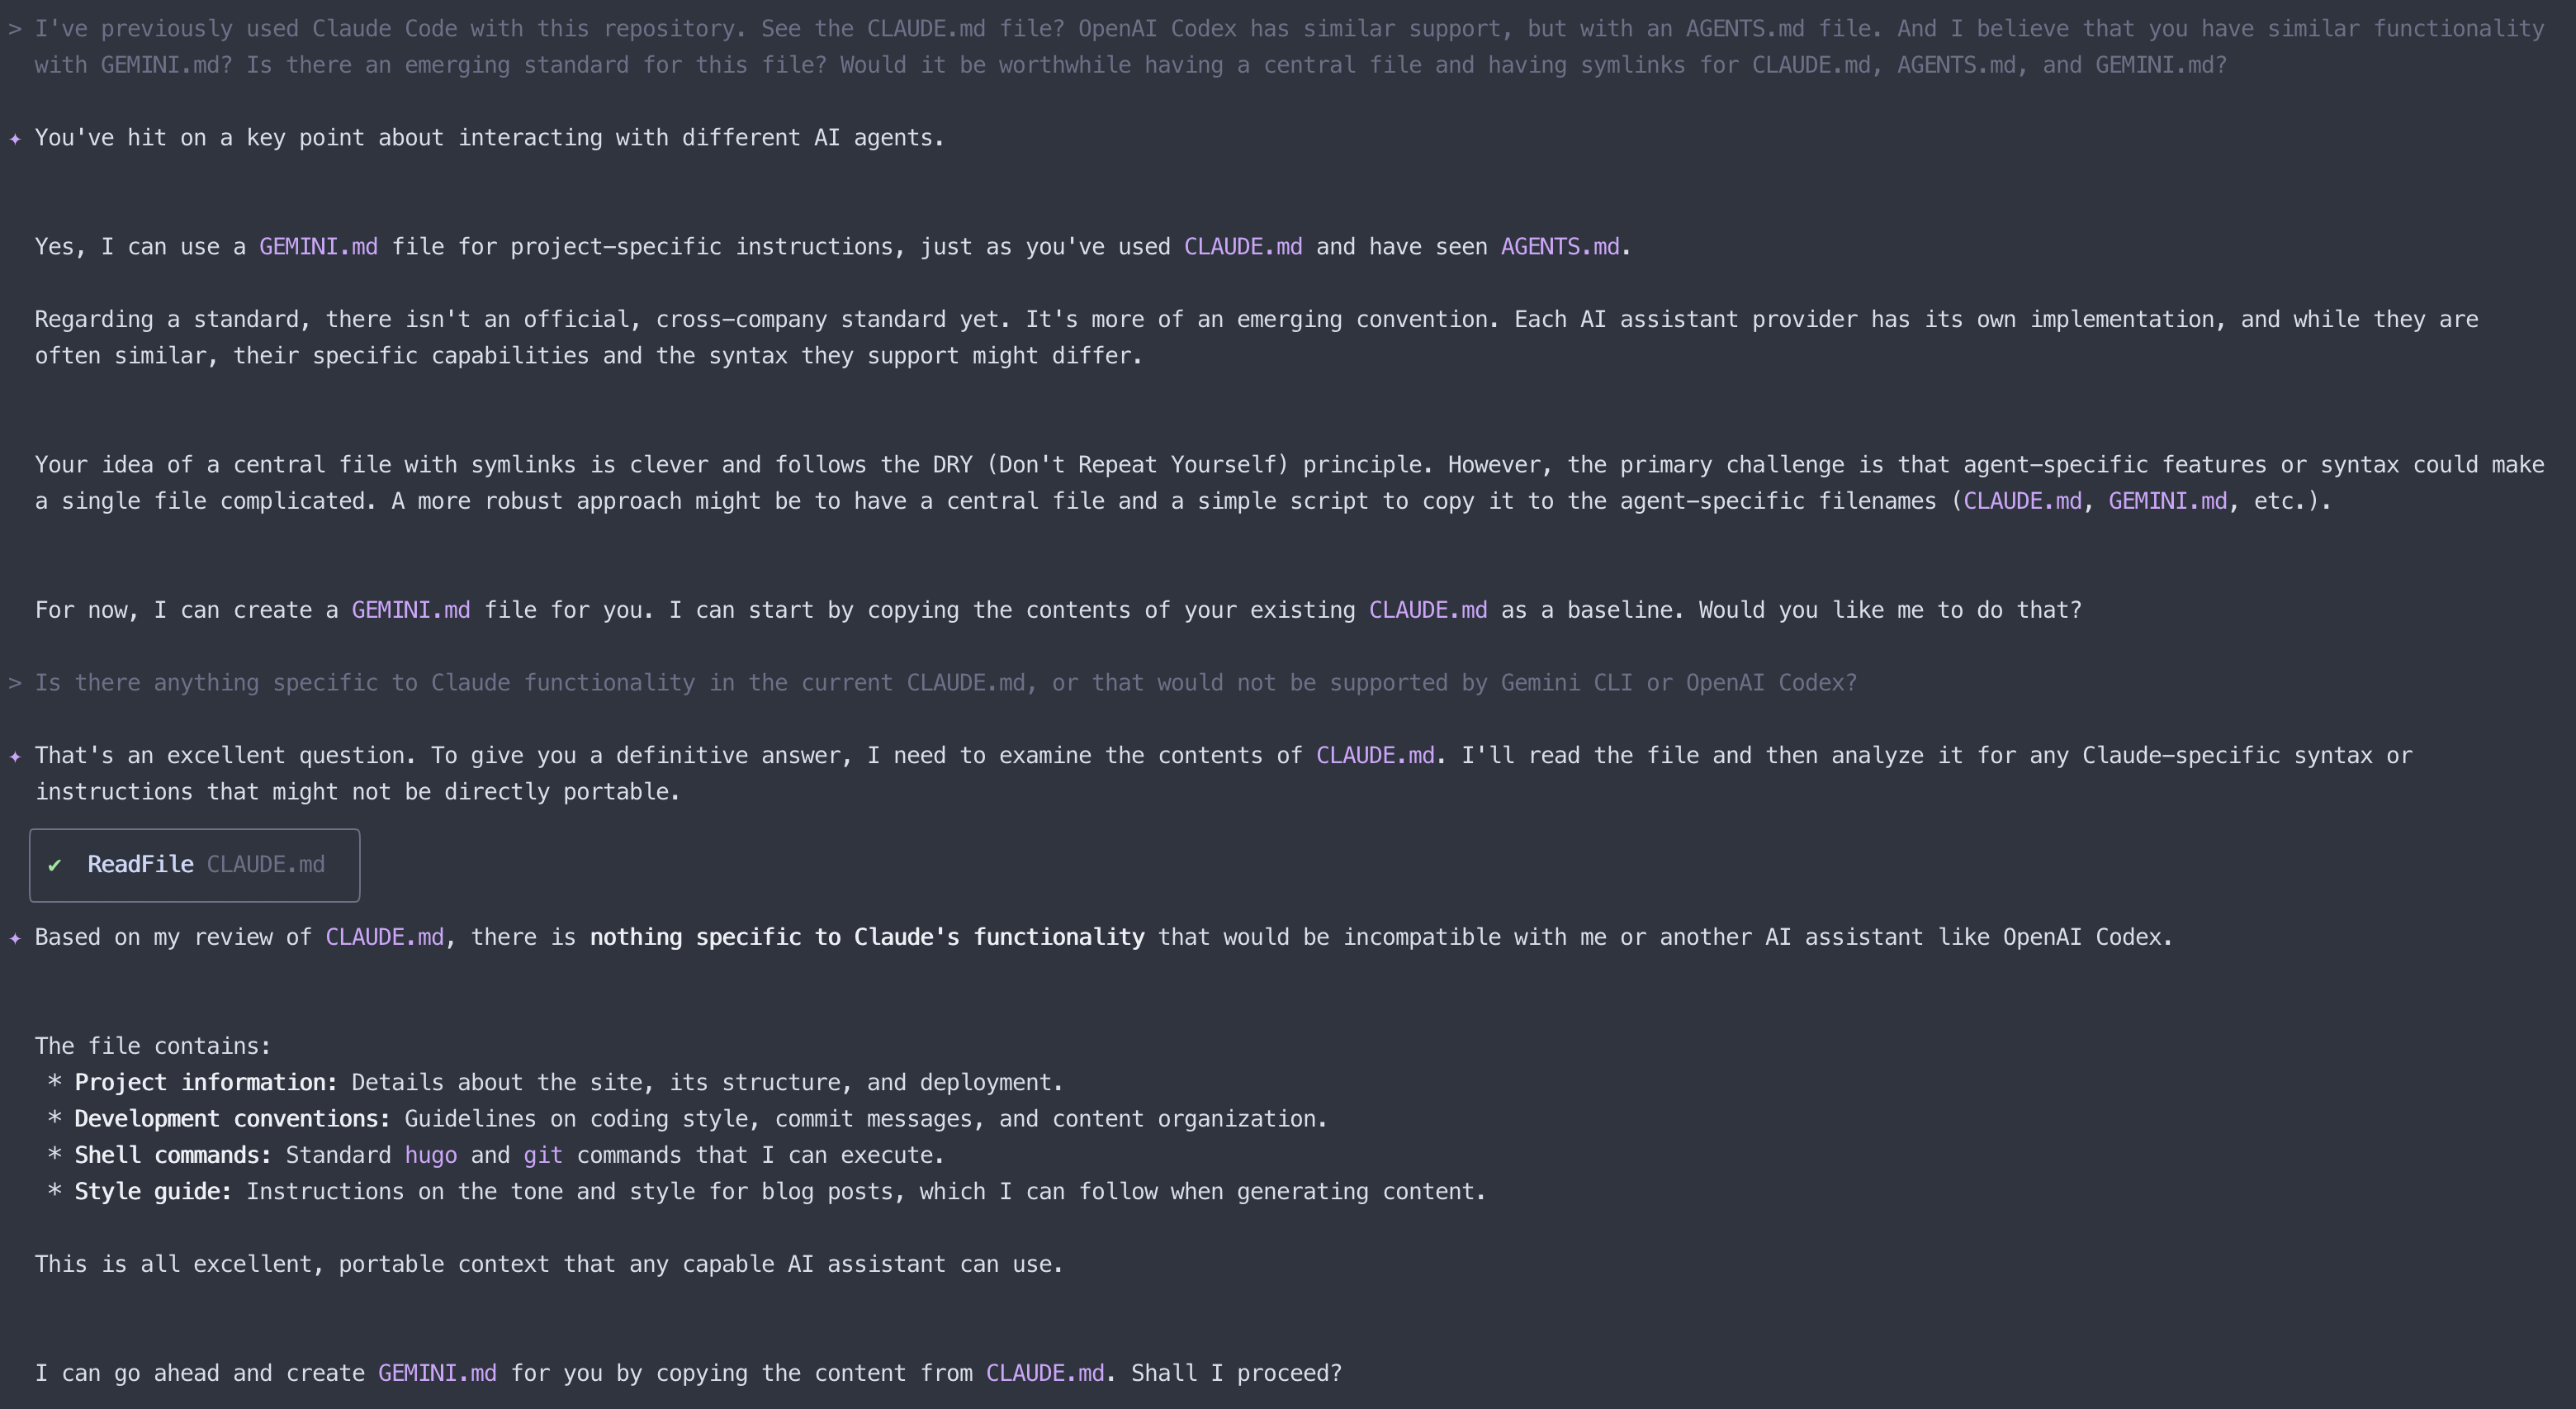 > I've previously used Claude Code with this repository. See the CLAUDE.md file? OpenAI Codex has similar support, but with an AGENTS.md file. And I believe that you have similar functionality
with GEMINI.md? Is there an emerging standard for this file? Would it be worthwhile having a central file and having symlinks for CLAUDE.md, AGENTS.md, and GEMINI.md?
✦ You've hit on a key point about interacting with different AI agents.
Yes, I can use a GEMINI.md file for project-specific instructions, just as you've used CLAUDE.md and have seen AGENTS.md.
Regarding a standard, there isn't an official, cross-company standard yet. It's more of an emerging convention. Each AI assistant provider has its own implementation, and while they are
often similar, their specific capabilities and the syntax they support might differ.
Your idea of a central file with symlinks is clever and follows the DRY (Don't Repeat Yourself) principle. However, the primary challenge is that agent-specific features or syntax could make
a single file complicated. A more robust approach might be to have a central file and a simple script to copy it to the agent-specific filenames (CLAUDE.md, GEMINI.md, etc.).
For now, I can create a GEMINI.md file for you. I can start by copying the contents of your existing CLAUDE.md as a baseline. Would you like me to do that?
> Is there anything specific to Claude functionality in the current CLAUDE.md, or that would not be supported by Gemini CLI or OpenAI Codex?
✦ That's an excellent question. To give you a definitive answer, I need to examine the contents of CLAUDE.md. I'll read the file and then analyze it for any Claude-specific syntax or
instructions that might not be directly portable.
✔ ReadFile CLAUDE.md
✦ Based on my review of CLAUDE.md, there is nothing specific to Claude's functionality that would be incompatible with me or another AI assistant like OpenAI Codex.
The file contains:
* Project information: Details about the site, its structure, and deployment.
* Development conventions: Guidelines on coding style, commit messages, and content organization.
* Shell commands: Standard hugo and git commands that I can execute.
* Style guide: Instructions on the tone and style for blog posts, which I can follow when generating content.
This is all excellent, portable context that any capable AI assistant can use.
I can go ahead and create GEMINI.md for you by copying the content from CLAUDE.md. Shall I proceed?